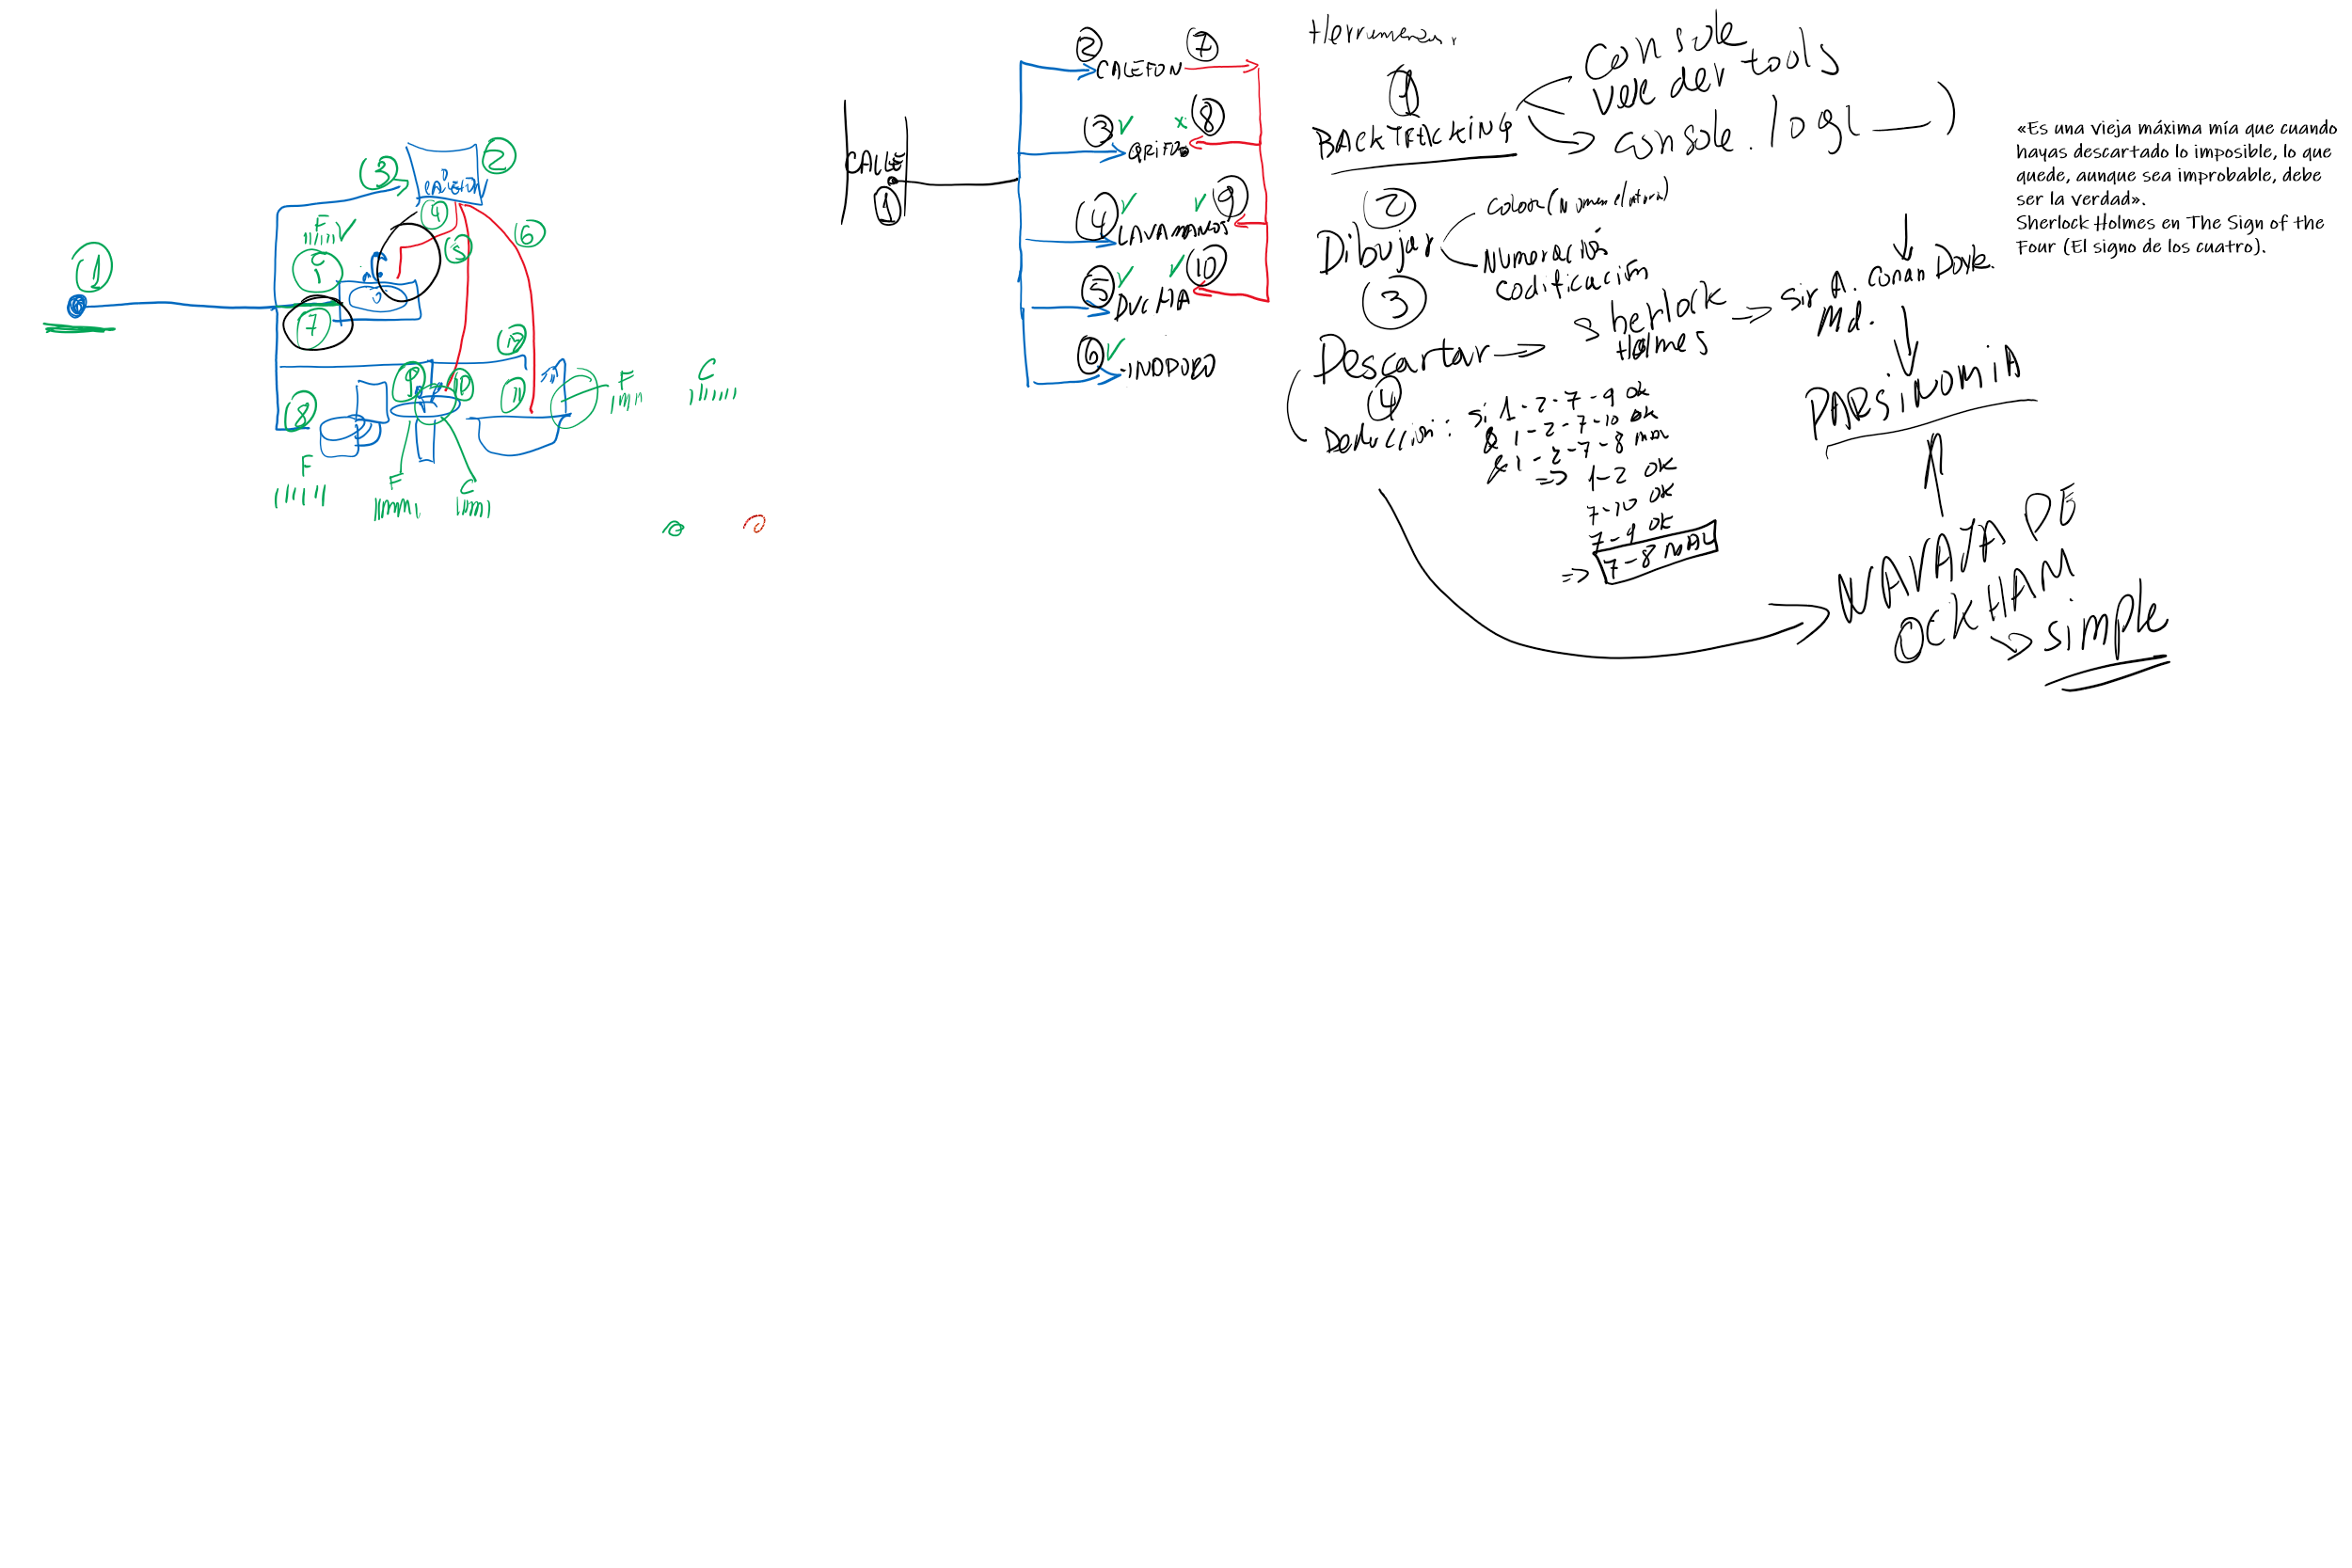 1
3
2
CALEFON
4
5
6
F
C
7
8
9
10
11
12
F
C
F
F
C
CALLE
1
2
7
CALEFON
3
8
GRIFO
4
9
LAVAMANOS
5
10
DUCHA
6
INODORO
1
BACKTRACKING
console
dev tools
console.log( — )
2
Dibujar
Color (Nomenclatura)
Numeración
codificación
3
Descartar → Sherlock
Holmes
→ Sir A. Conan Doyle.
Md.
4
Deducción: si 1-2-7-9 ok
& 1-2-7-10 ok
& 1-2-7-8 mal
=> 1-2 ok
7-10 ok
7-9 ok
=> 7-8 MAL
PARSINOMIA
NAVAJA DE
OCKHAM
→ simple
«Es una vieja máxima mía que cuando
hayas descartado lo imposible, lo que
quede, aunque sea improbable, debe
ser la verdad».
Sherlock Holmes en The Sign of the
Four (El signo de los cuatro).